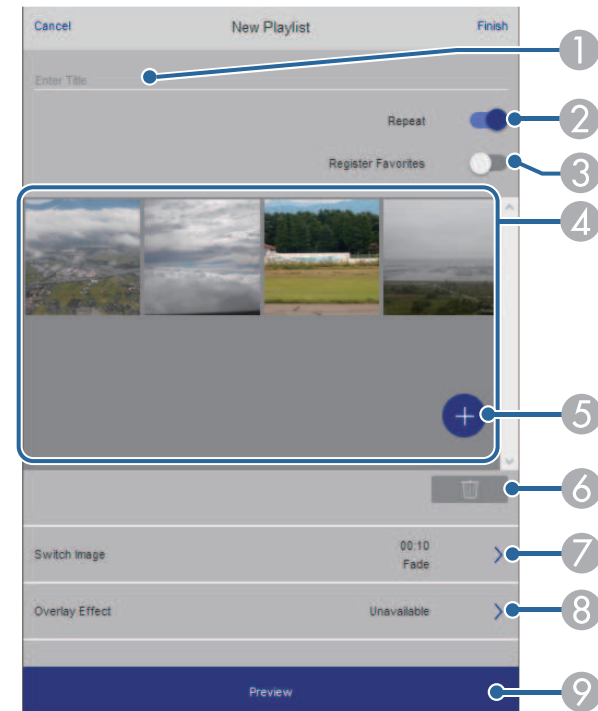 Cancel New Playlist Finish
1
Enter Title
Repeat
2
Register Favorites
3
4
+
5
6
Switch Image
00:10
Fade
7
Overlay Effect Unavailable
8
Preview
9